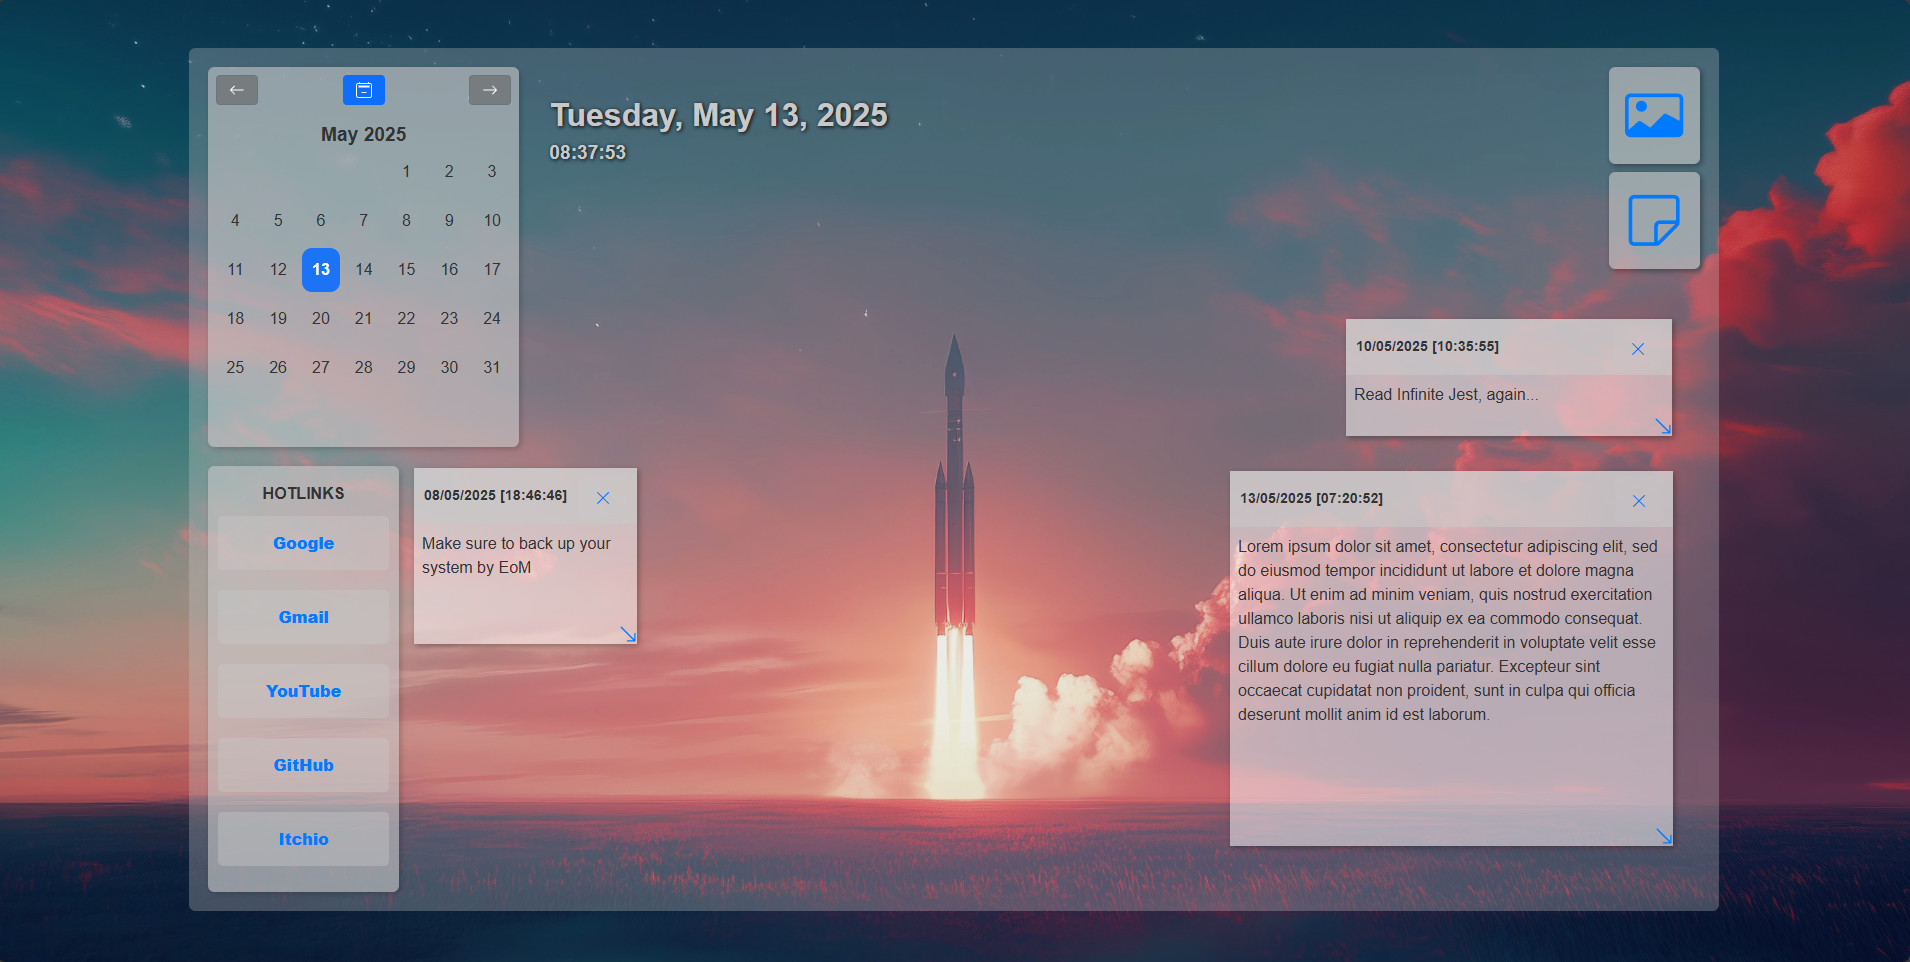 May 2025
1 2 3
4 5 6 7 8 9 10
11 12 13 14 15 16 17
18 19 20 21 22 23 24
25 26 27 28 29 30 31
Tuesday, May 13, 2025
08:37:53
10/05/2025 [10:35:55]
Read Infinite Jest, again...
HOTLINKS
Google
Gmail
YouTube
GitHub
Itchio
08/05/2025 [18:46:46]
Make sure to back up your
system by EoM
13/05/2025 [07:20:52]
Lorem ipsum dolor sit amet, consectetur adipiscing elit, sed
do eiusmod tempor incididunt ut labore et dolore magna
aliqua. Ut enim ad minim veniam, quis nostrud exercitation
ullamco laboris nisi ut aliquip ex ea commodo consequat.
Duis aute irure dolor in reprehenderit in voluptate velit esse
cillum dolore eu fugiat nulla pariatur. Excepteur sint
occaecat cupidatat non proident, sunt in culpa qui officia
deserunt mollit anim id est laborum.